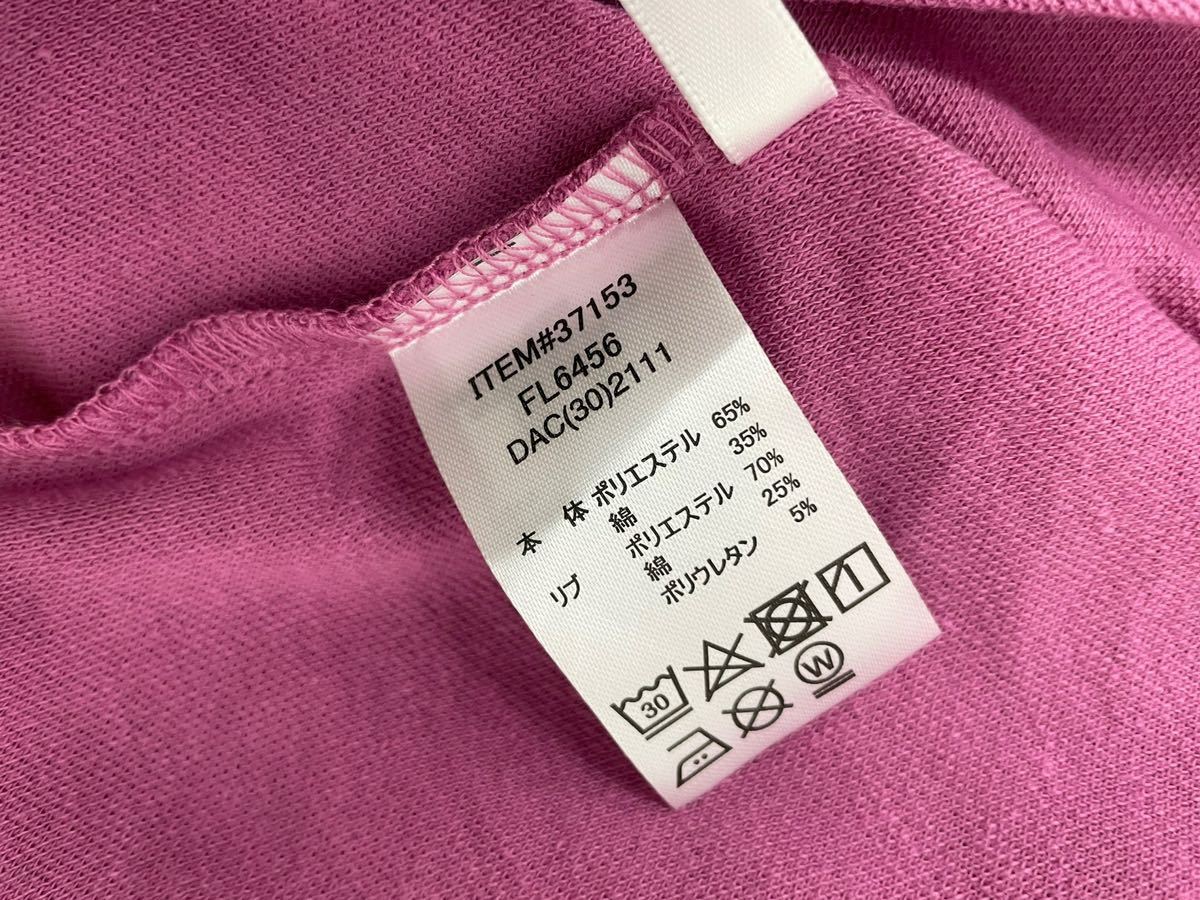 ITEM#37153
FL6456
DAC(30)2111
本 体 ポリエステル 65%
綿 35%
リブ ポリエステル 70%
綿 25%
ポリウレタン 5%
1
30
W